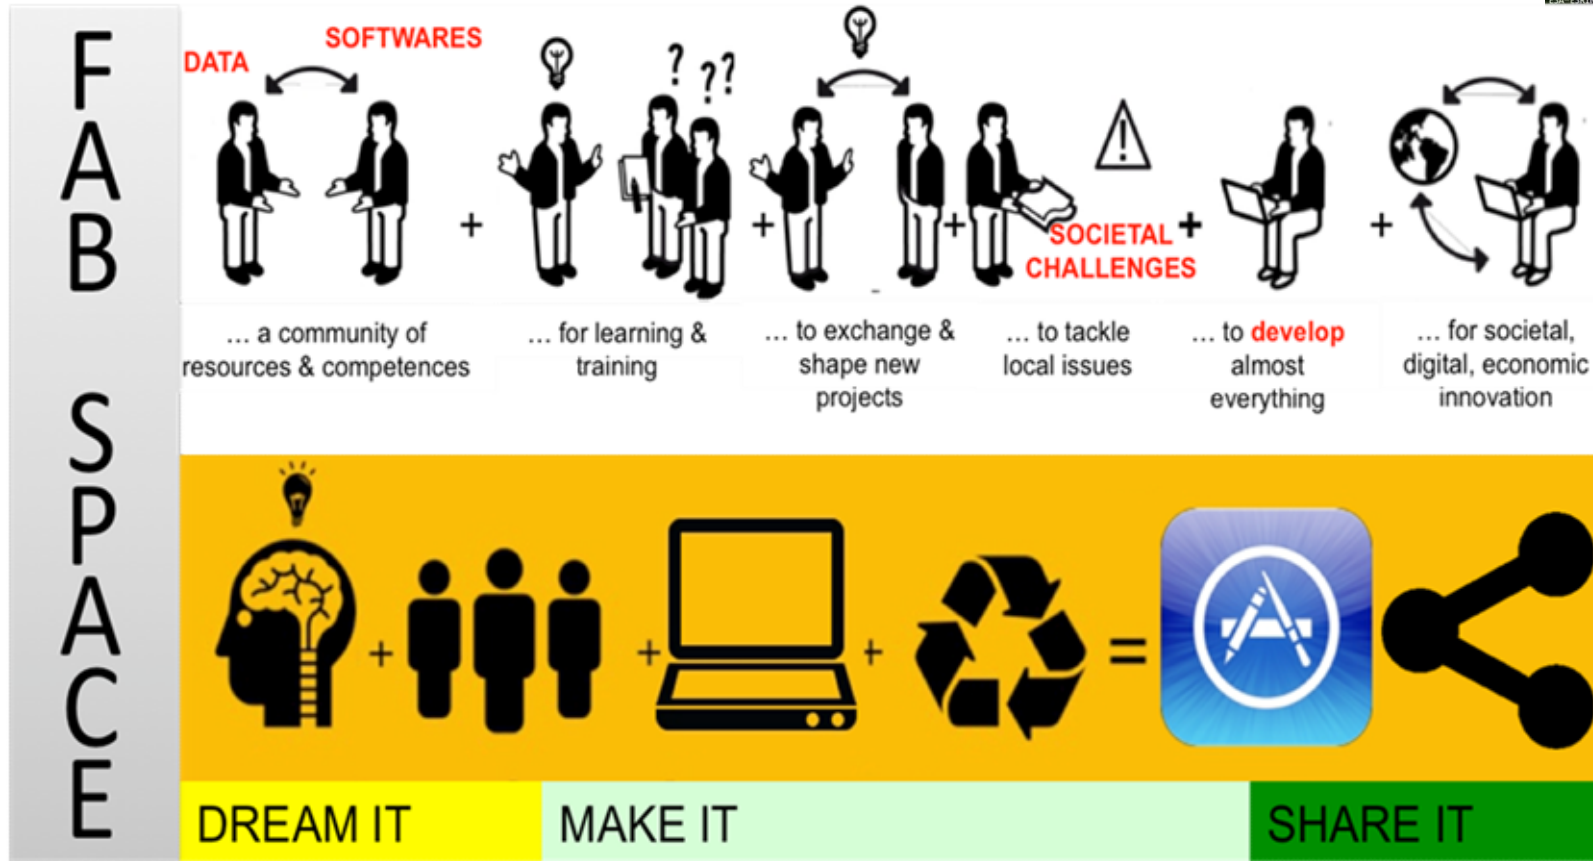 FAB SPACE
DATA
SOFTWARES
?
??
+
+
+
SOCIETAL
CHALLENGES
+
+
!
... a community of
resources & competences
... for learning &
training
... to exchange &
shape new
projects
... to tackle
local issues
... to develop
almost
everything
... for societal,
digital, economic
innovation
+
+
+
=
DREAM IT
MAKE IT
SHARE IT